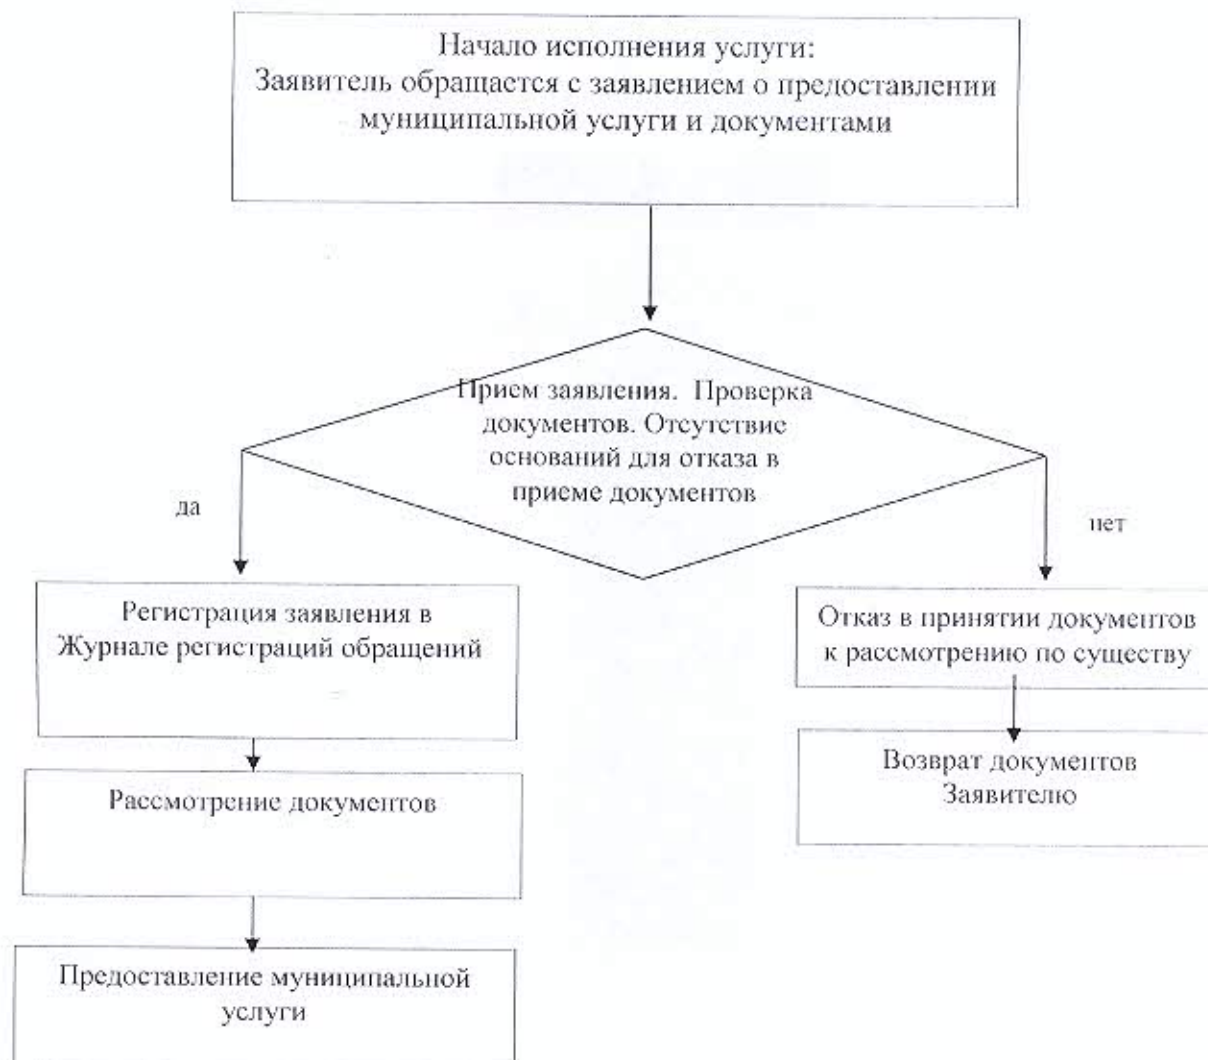 Начало исполнения услуги:
Заявитель обращается с заявлением о предоставлении
муниципальной услуги и документами
Прием заявления. Проверка
документов. Отсутствие
оснований для отказа в
приеме документов
да
нет
Регистрация заявления в
Журнале регистраций обращений
Отказ в принятии документов
к рассмотрению по существу
Рассмотрение документов
Возврат документов
Заявителю
Предоставление муниципальной
услуги